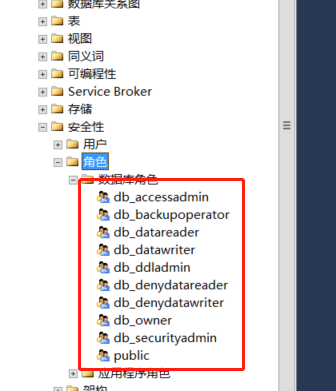 数据库关系图
表
视图
同义词
可编程性
Service Broker
存储
安全性
用户
角色
数据库角色
db_accessadmin
db_backupoperator
db_datareader
db_datawriter
db_ddladmin
db_denydatareader
db_denydatawriter
db_owner
db_securityadmin
public
应用程序角色
架构